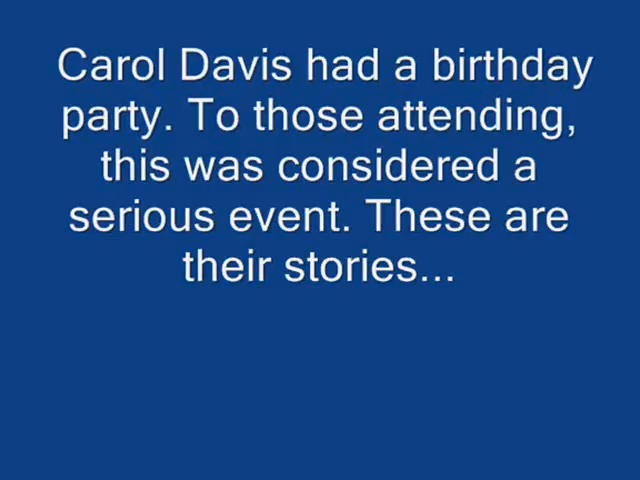 Carol Davis had a birthday
party. To those attending,
this was considered a
serious event. These are
their stories...